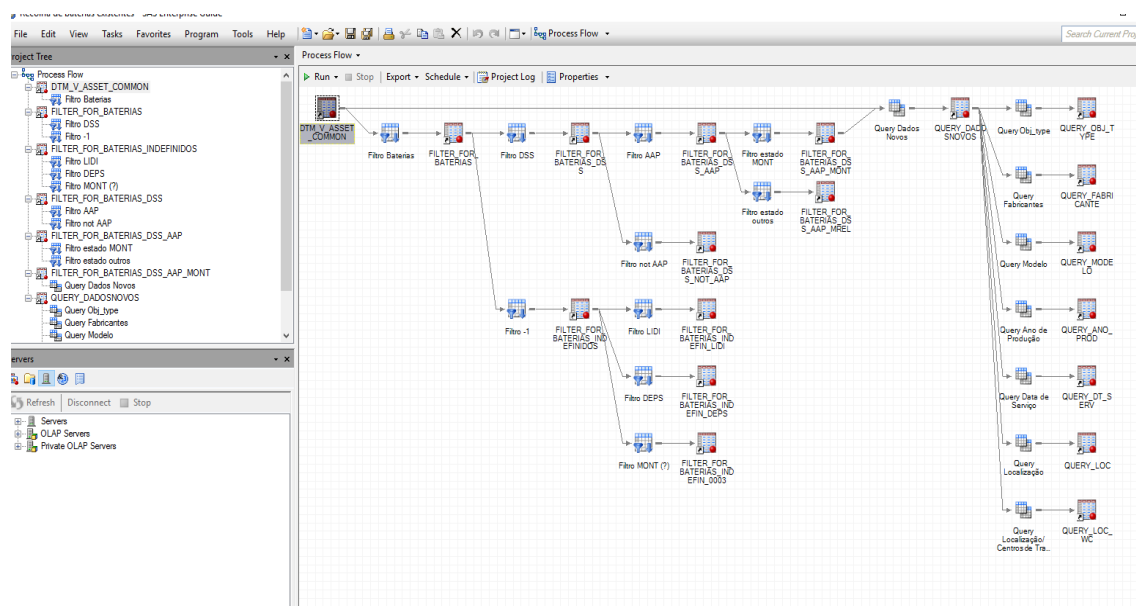 Recolha de Baterias Existentes - SAS Enterprise Guide
File Edit View Tasks Favorites Program Tools Help Process Flow Search Current Proj
roject Tree
Process Flow
DTM_V_ASSET_COMMON
Filtro Baterias
FILTER_FOR_BATERIAS
Filtro DSS
Filtro -1
FILTER_FOR_BATERIAS_INDEFINIDOS
Filtro LIDI
Filtro DEPS
Filtro MONT (?)
FILTER_FOR_BATERIAS_DSS
Filtro AAP
Filtro not AAP
FILTER_FOR_BATERIAS_DSS_AAP
Filtro estado MONT
Filtro estado outros
FILTER_FOR_BATERIAS_DSS_AAP_MONT
Query Dados Novos
QUERY_DADOSNOVOS
Query Obj_type
Query Fabricantes
Query Modelo
ervers
Refresh Disconnect Stop
Servers
OLAP Servers
Private OLAP Servers
Process Flow
Run Stop Export Schedule Project Log Properties
DTM_V_ASSET
_COMMON
Filtro Baterias
FILTER_FOR_
BATERIAS
Filtro DSS
FILTER_FOR_
BATERIAS_DS
S
Filtro AAP
FILTER_FOR_
BATERIAS_DS
S_AAP
Filtro estado
MONT
FILTER_FOR_
BATERIAS_DS
S_AAP_MONT
Query Dados
Novos
QUERY_DADO
SNOVOS
Query Obj_type
QUERY_OBJ_T
YPE
Filtro estado
outros
FILTER_FOR_
BATERIAS_DS
S_AAP_MREL
Query
Fabricantes
QUERY_FABRI
CANTE
Filtro not AAP
FILTER_FOR_
BATERIAS_DS
S_NOT_AAP
Query Modelo
QUERY_MODE
LO
Filtro -1
FILTER_FOR_
BATERIAS_IND
EFINIDOS
Filtro LIDI
FILTER_FOR_
BATERIAS_IND
EFIN_LIDI
Query Ano de
Produção
QUERY_ANO_
PROD
Filtro DEPS
FILTER_FOR_
BATERIAS_IND
EFIN_DEPS
Query Data de
Serviço
QUERY_DT_S
ERV
Filtro MONT (?)
FILTER_FOR_
BATERIAS_IND
EFIN_0003
Query
Localização
QUERY_LOC
Query
Localização/
Centros de Tra...
QUERY_LOC_
WC